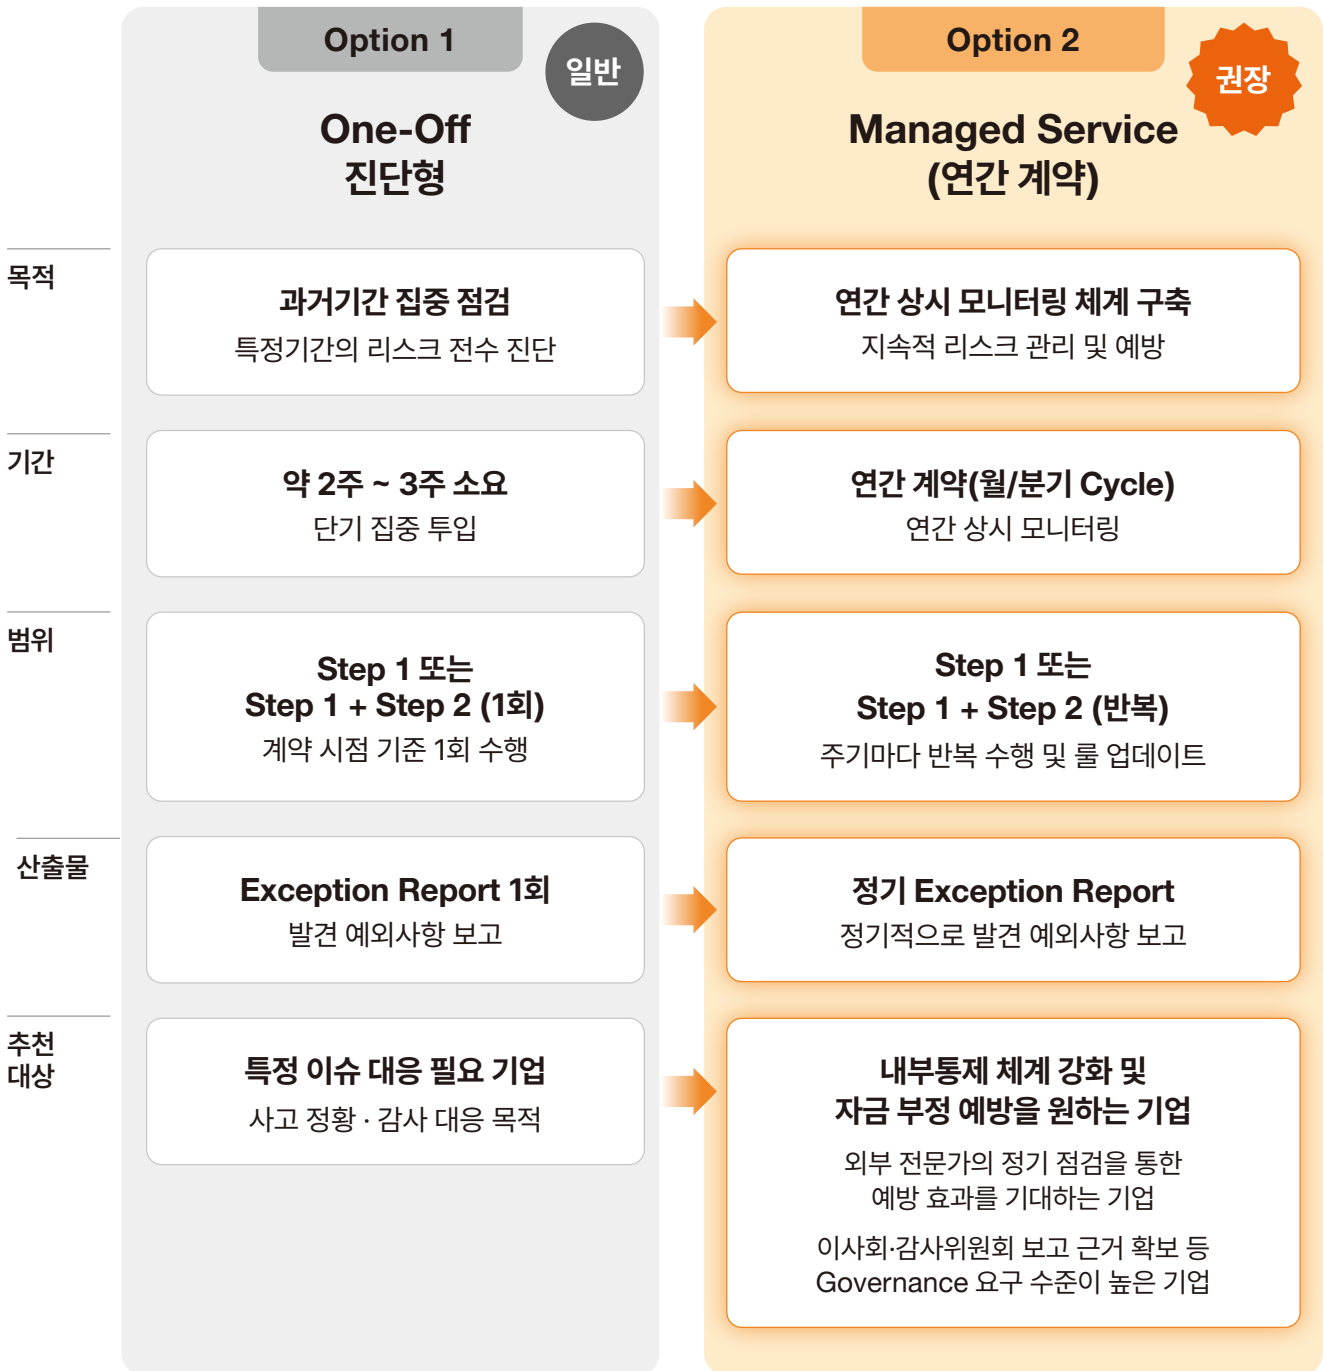 Option 1
일반
One-Off
진단형
Option 2
권장
Managed Service
(연간 계약)
목적
과거기간 집중 점검
특정기간의 리스크 전수 진단
연간 상시 모니터링 체계 구축
지속적 리스크 관리 및 예방
기간
약 2주 ~ 3주 소요
단기 집중 투입
연간 계약(월/분기 Cycle)
연간 상시 모니터링
범위
Step 1 또는
Step 1 + Step 2 (1회)
계약 시점 기준 1회 수행
Step 1 또는
Step 1 + Step 2 (반복)
주기마다 반복 수행 및 룰 업데이트
산출물
Exception Report 1회
발견 예외사항 보고
정기 Exception Report
정기적으로 발견 예외사항 보고
추천
대상
특정 이슈 대응 필요 기업
사고 정황 · 감사 대응 목적
내부통제 체계 강화 및
자금 부정 예방을 원하는 기업
외부 전문가의 정기 점검을 통한
예방 효과를 기대하는 기업
이사회·감사위원회 보고 근거 확보 등
Governance 요구 수준이 높은 기업